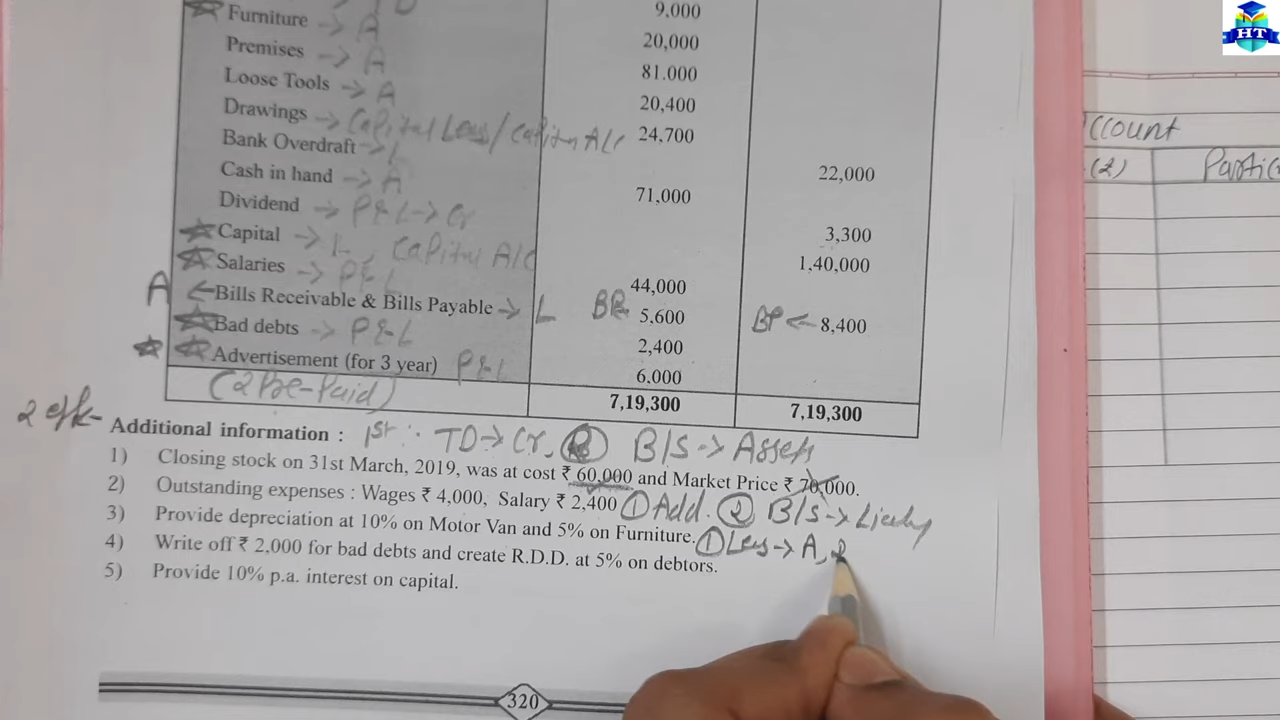 HT
Furniture → A 9,000
Premises → A 20,000
Loose Tools → A 81.000
Drawings → Capital Less / Capital A/c 20,400
Bank Overdraft → L 24,700
Cash in hand → A 22,000
Dividend → P&L → Cr 71,000
Capital → L Capital A/C 3,300
Salaries → P&L 1,40,000
A ← Bills Receivable & Bills Payable → L 44,000
BR 5,600 BP ← 8,400
Bad debts → P&L 2,400
Advertisement (for 3 year) P&L 6,000
(2 Pre-Paid) 7,19,300 7,19,300
Additional information : 1st :- TD → Cr. B/S → Assets
1) Closing stock on 31st March, 2019, was at cost ₹ 60,000 and Market Price ₹ 70,000.
2) Outstanding expenses : Wages ₹ 4,000, Salary ₹ 2,400 ① Add. ② B/S →
3) Provide depreciation at 10% on Motor Van and 5% on Furniture. ① Less → A,
4) Write off ₹ 2,000 for bad debts and create R.D.D. at 5% on debtors.
5) Provide 10% p.a. interest on capital.
320
ccount
(2) Partic